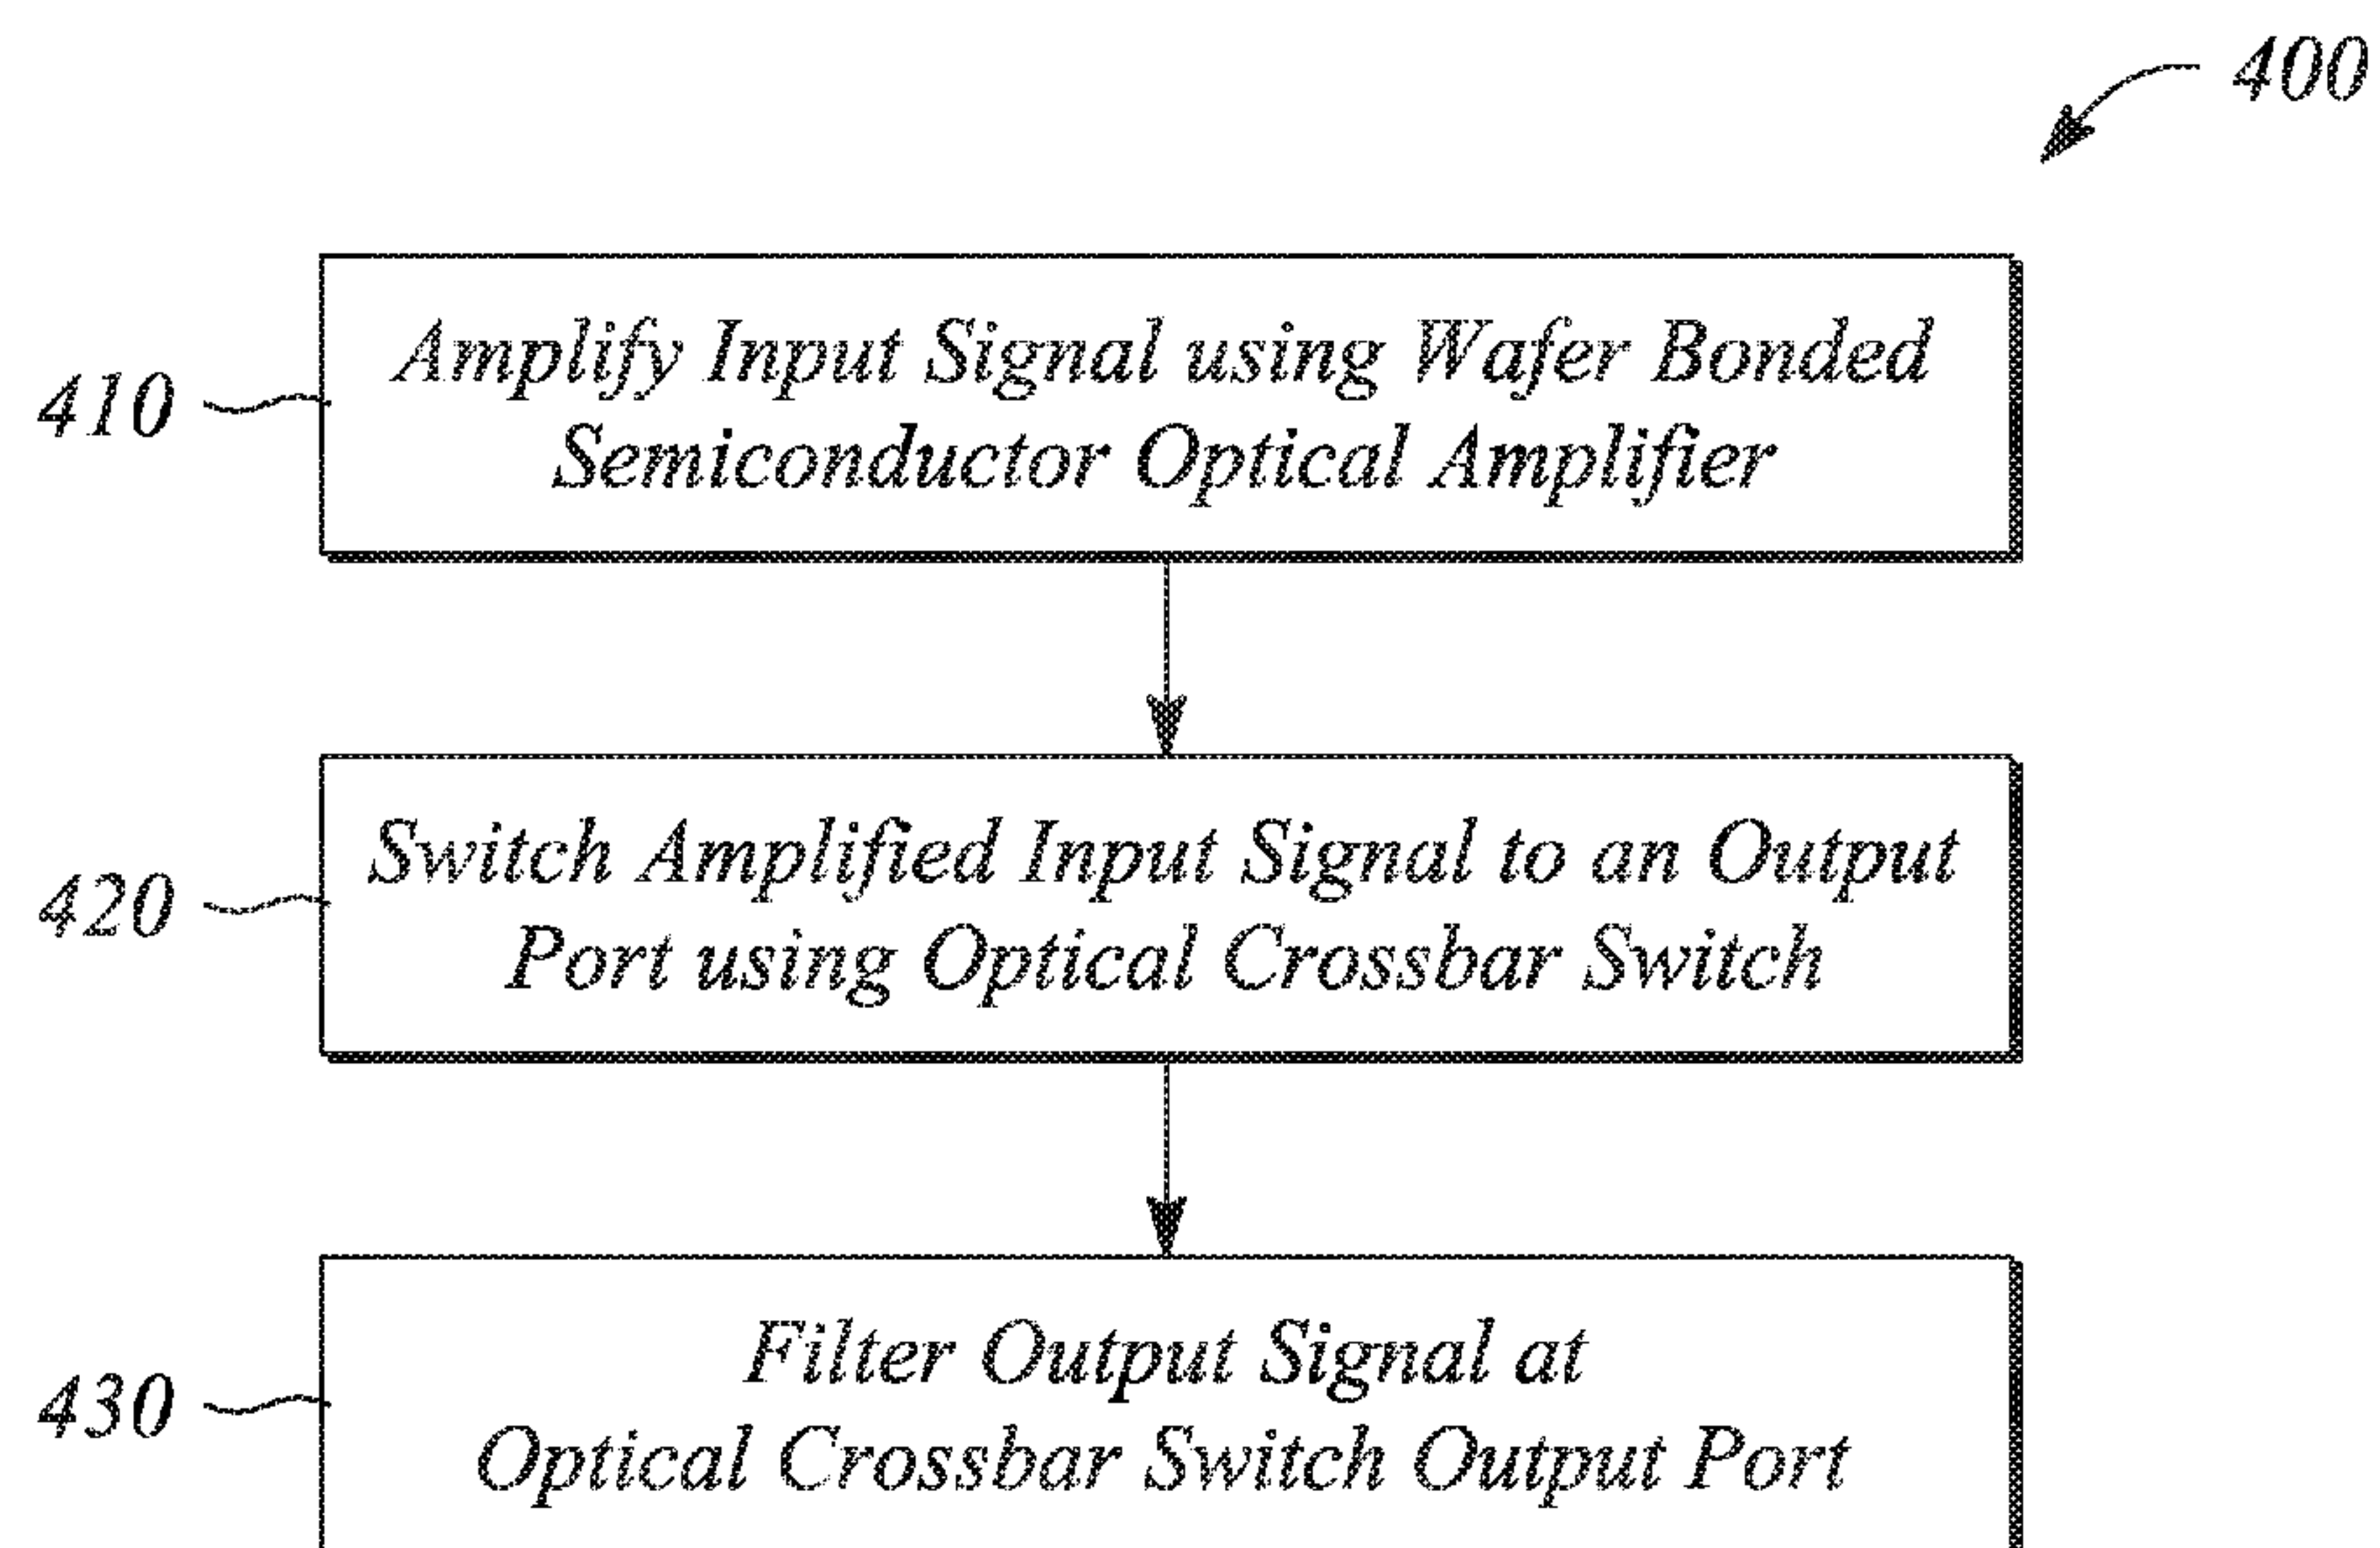 400
410
Amplify Input Signal using Wafer Bonded
Semiconductor Optical Amplifier
420
Switch Amplified Input Signal to an Output
Port using Optical Crossbar Switch
430
Filter Output Signal at
Optical Crossbar Switch Output Port